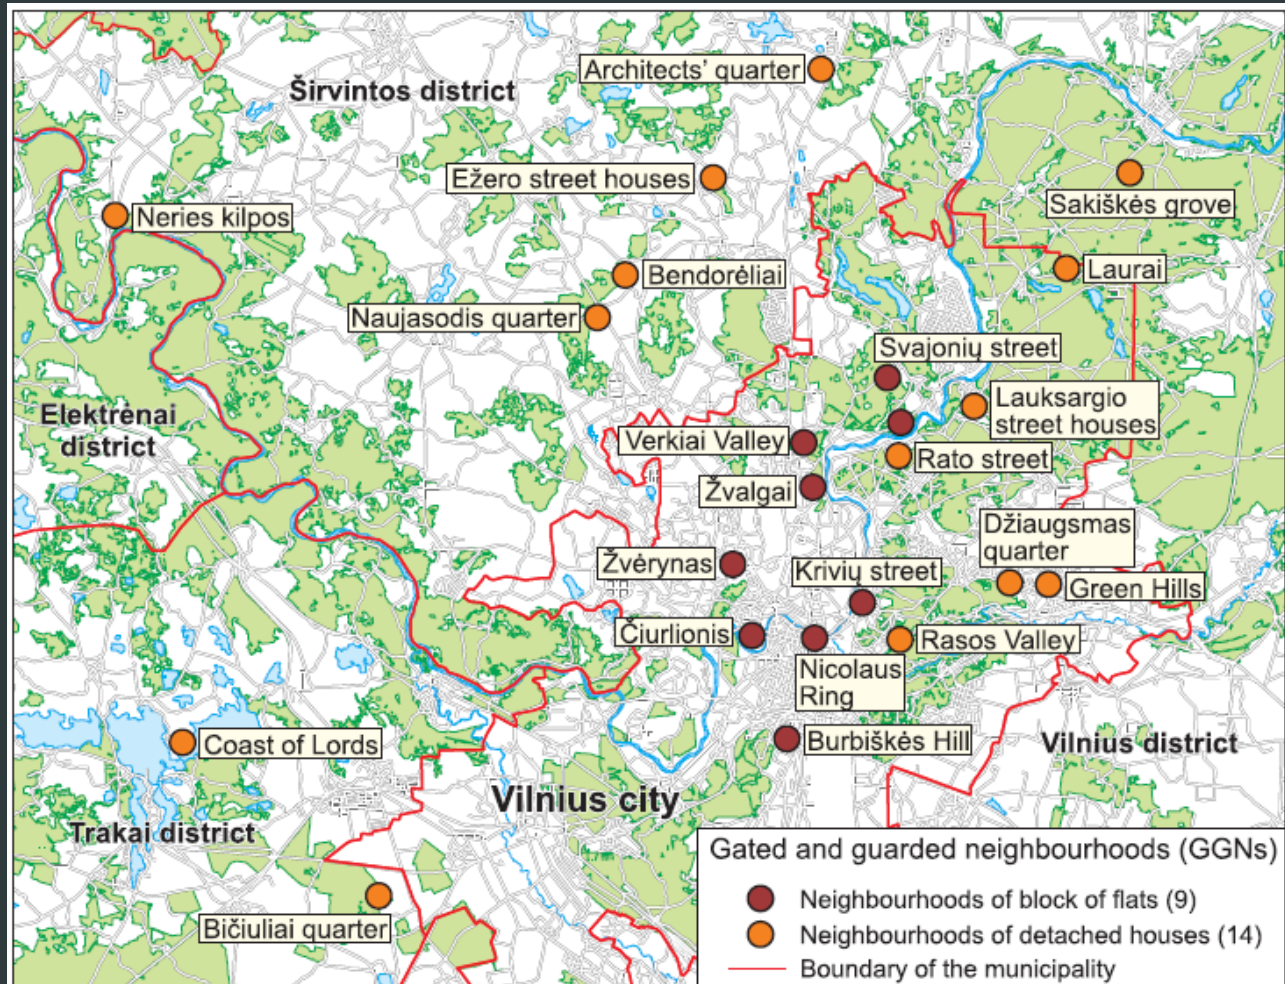 Architects' quarter
Širvintos district
Ežero street houses
Sakiškės grove
Neries kilpos
Bendorėliai
Laurai
Naujasodis quarter
Svajonių street
Elektrėnai
district
Lauksargio
street houses
Verkiai Valley
Rato street
Žvalgai
Džiaugsmas
quarter
Žvėrynas
Krivių street
Green Hills
Čiurlionis
Rasos Valley
Nicolaus
Ring
Coast of Lords
Burbiškės Hill
Vilnius district
Vilnius city
Trakai district
Bičiuliai quarter
Gated and guarded neighbourhoods (GGNs)
Neighbourhoods of block of flats (9)
Neighbourhoods of detached houses (14)
Boundary of the municipality